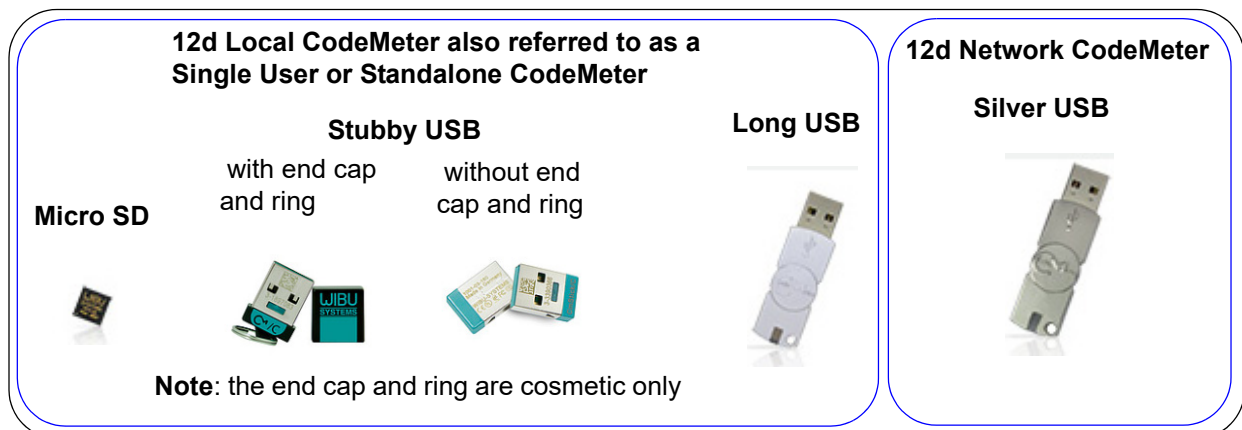 12d Local CodeMeter also referred to as a
Single User or Standalone CodeMeter
12d Network CodeMeter
Micro SD
Stubby USB
with end cap
and ring
without end
cap and ring
Long USB
Silver USB
WIBU
SYSTEMS
Note: the end cap and ring are cosmetic only